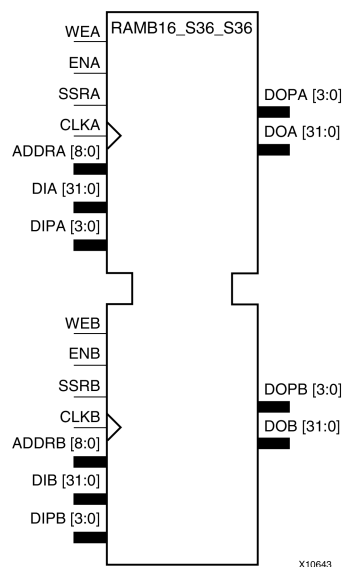 RAMB16_S36_S36
WEA
ENA
SSRA
CLKA
ADDRA [8:0]
DIA [31:0]
DIPA [3:0]
DOPA [3:0]
DOA [31:0]
WEB
ENB
SSRB
CLKB
ADDRB [8:0]
DIB [31:0]
DIPB [3:0]
DOPB [3:0]
DOB [31:0]
X10643